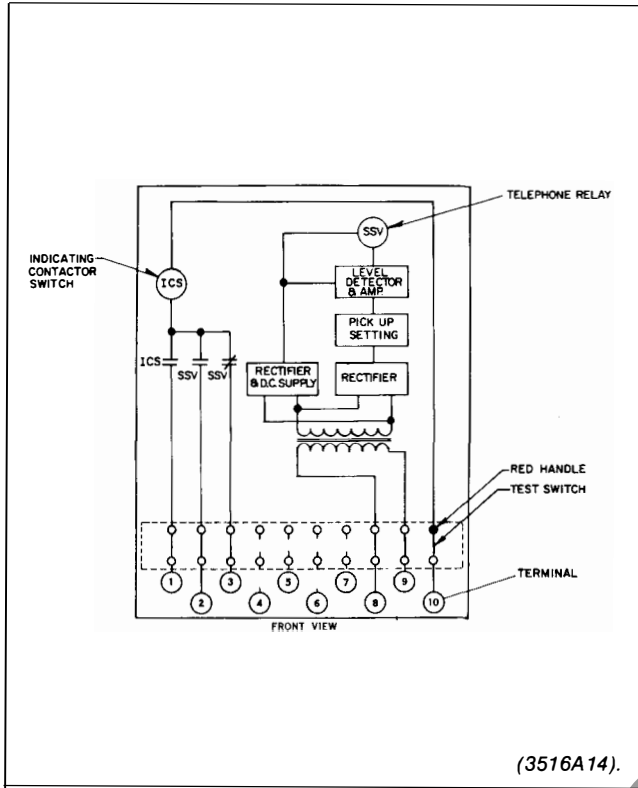 TELEPHONE RELAY
SSV
INDICATING
CONTACTOR
SWITCH
ICS
LEVEL
DETECTOR
& AMP.
PICK UP
SETTING
ICS
SSV
SSV
RECTIFIER
& D.C. SUPPLY
RECTIFIER
RED HANDLE
TEST SWITCH
TERMINAL
1
2
3
4
5
6
7
8
9
10
FRONT VIEW
(3516A14).